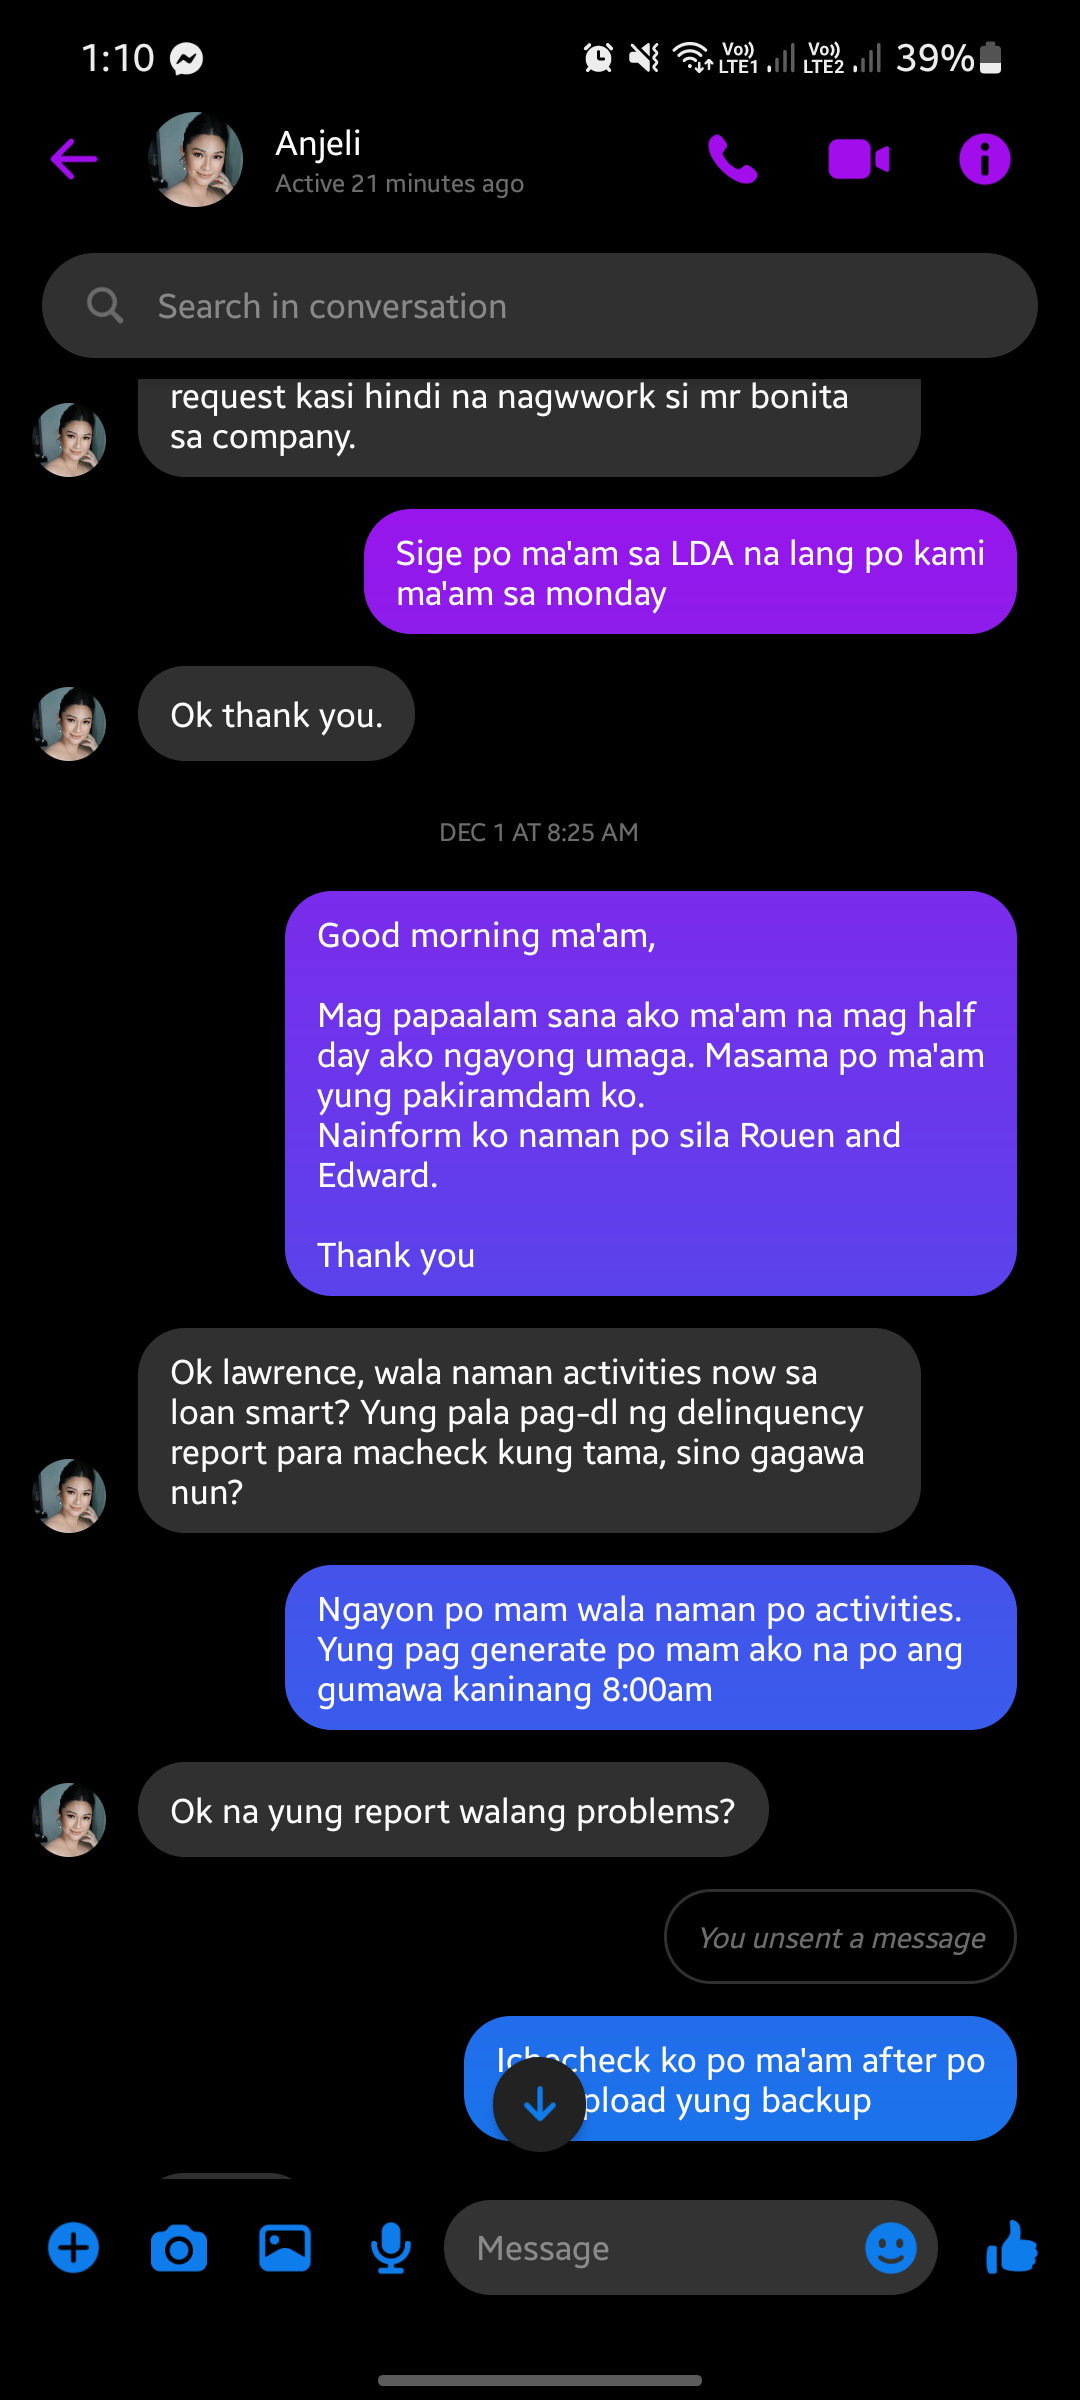 1:10
Vo)) LTE1 Vo)) LTE2 39%
Anjeli
Active 21 minutes ago
Search in conversation
request kasi hindi na nagwwork si mr bonita
sa company.
Sige po ma'am sa LDA na lang po kami
ma'am sa monday
Ok thank you.
DEC 1 AT 8:25 AM
Good morning ma'am,
Mag papaalam sana ako ma'am na mag half
day ako ngayong umaga. Masama po ma'am
yung pakiramdam ko.
Nainform ko naman po sila Rouen and
Edward.
Thank you
Ok lawrence, wala naman activities now sa
loan smart? Yung pala pag-dl ng delinquency
report para macheck kung tama, sino gagawa
nun?
Ngayon po mam wala naman po activities.
Yung pag generate po mam ako na po ang
gumawa kaninang 8:00am
Ok na yung report walang problems?
You unsent a message
ko po ma'am after po
yung backup
Message